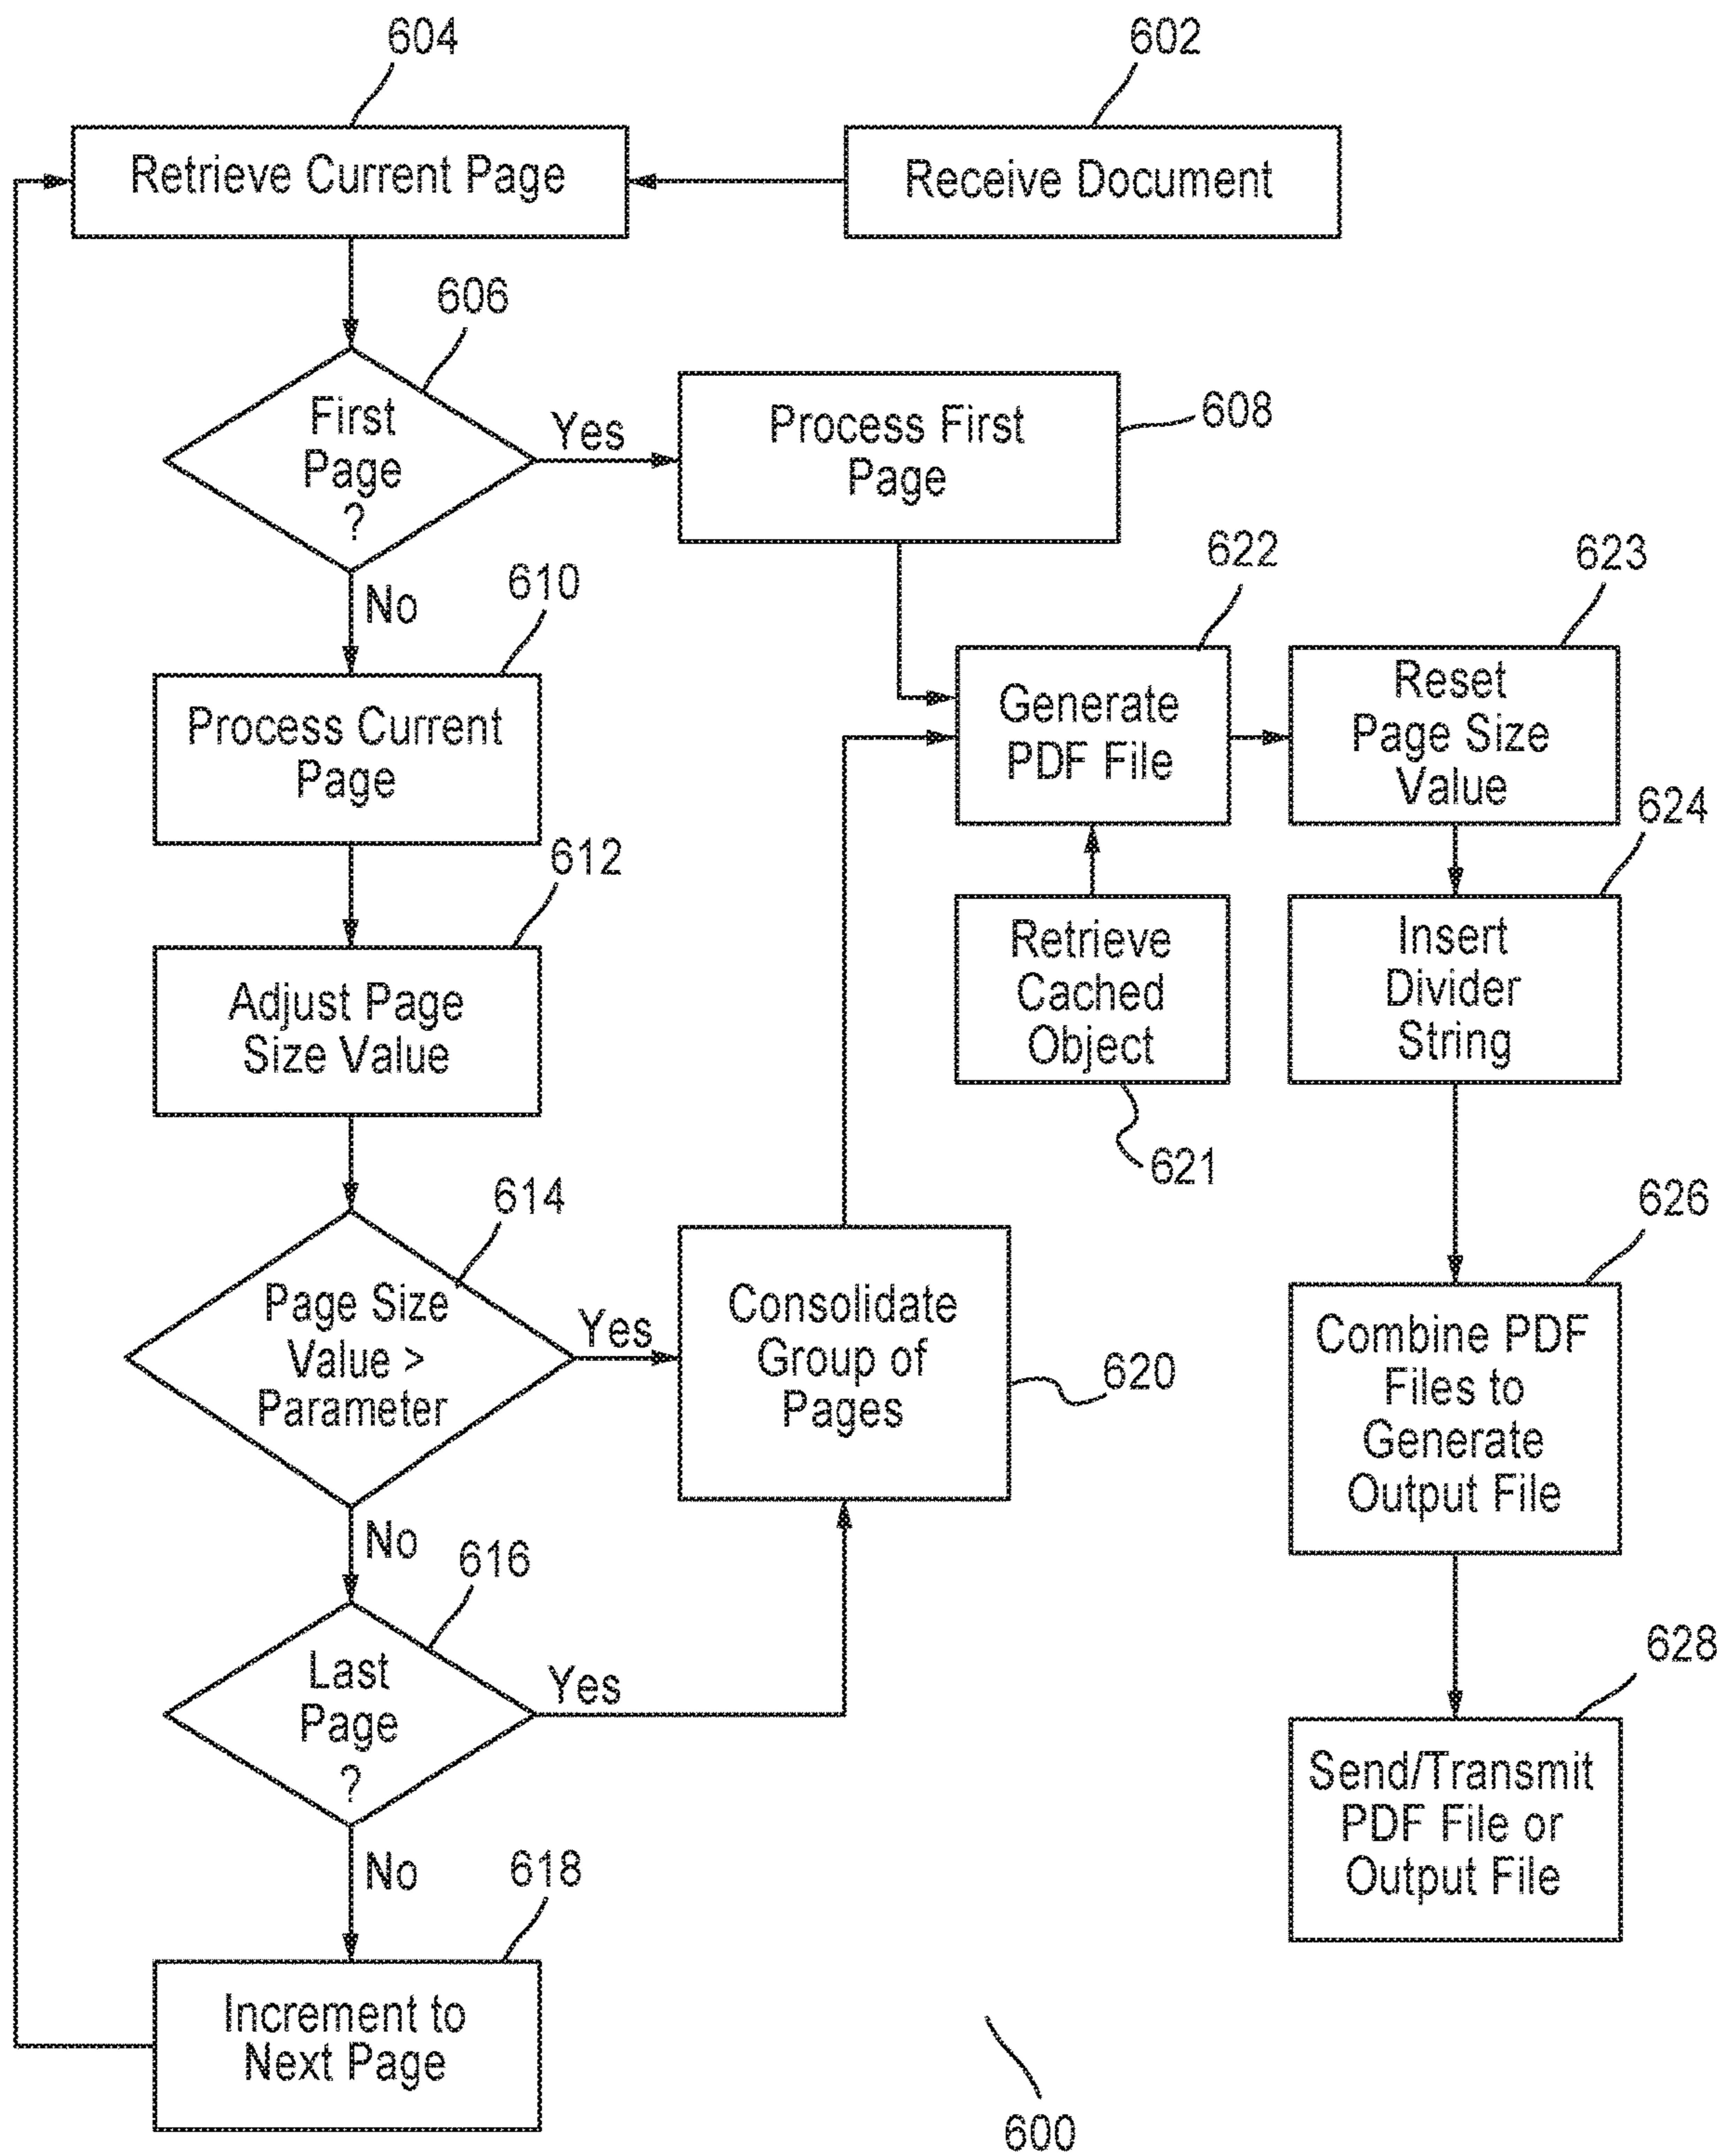 604
602
Retrieve Current Page
Receive Document
606
First
Page
?
Yes
Process First
Page
608
No
610
622
623
Process Current
Page
Generate
PDF File
Reset
Page Size
Value
612
624
Adjust Page
Size Value
Retrieve
Cached
Object
Insert
Divider
String
621
614
626
Page Size
Value >
Parameter
Yes
Consolidate
Group of
Pages
620
Combine PDF
Files to
Generate
Output File
No
616
Last
Page
?
Yes
628
Send/Transmit
PDF File or
Output File
No
618
Increment to
Next Page
600